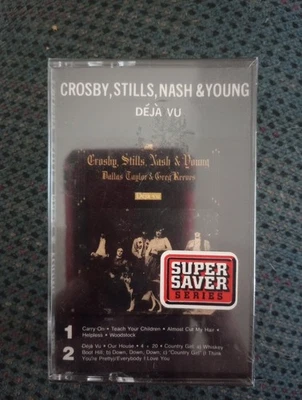 CROSBY, STILLS, NASH & YOUNG
DÉJÀ VU
Crosby, Stills, Nash & Young
Dallas Taylor & Greg Reeves
Déjà vu
SUPER
SAVER
SERIES
1
Carry On • Teach Your Children • Almost Cut My Hair •
Helpless • Woodstock
2
Déjà Vu • Our House • 4 + 20 • Country Girl: a) Whiskey
Boot Hill, b) Down, Down, Down, c) "Country Girl" (I Think
You're Pretty)/Everybody I Love You